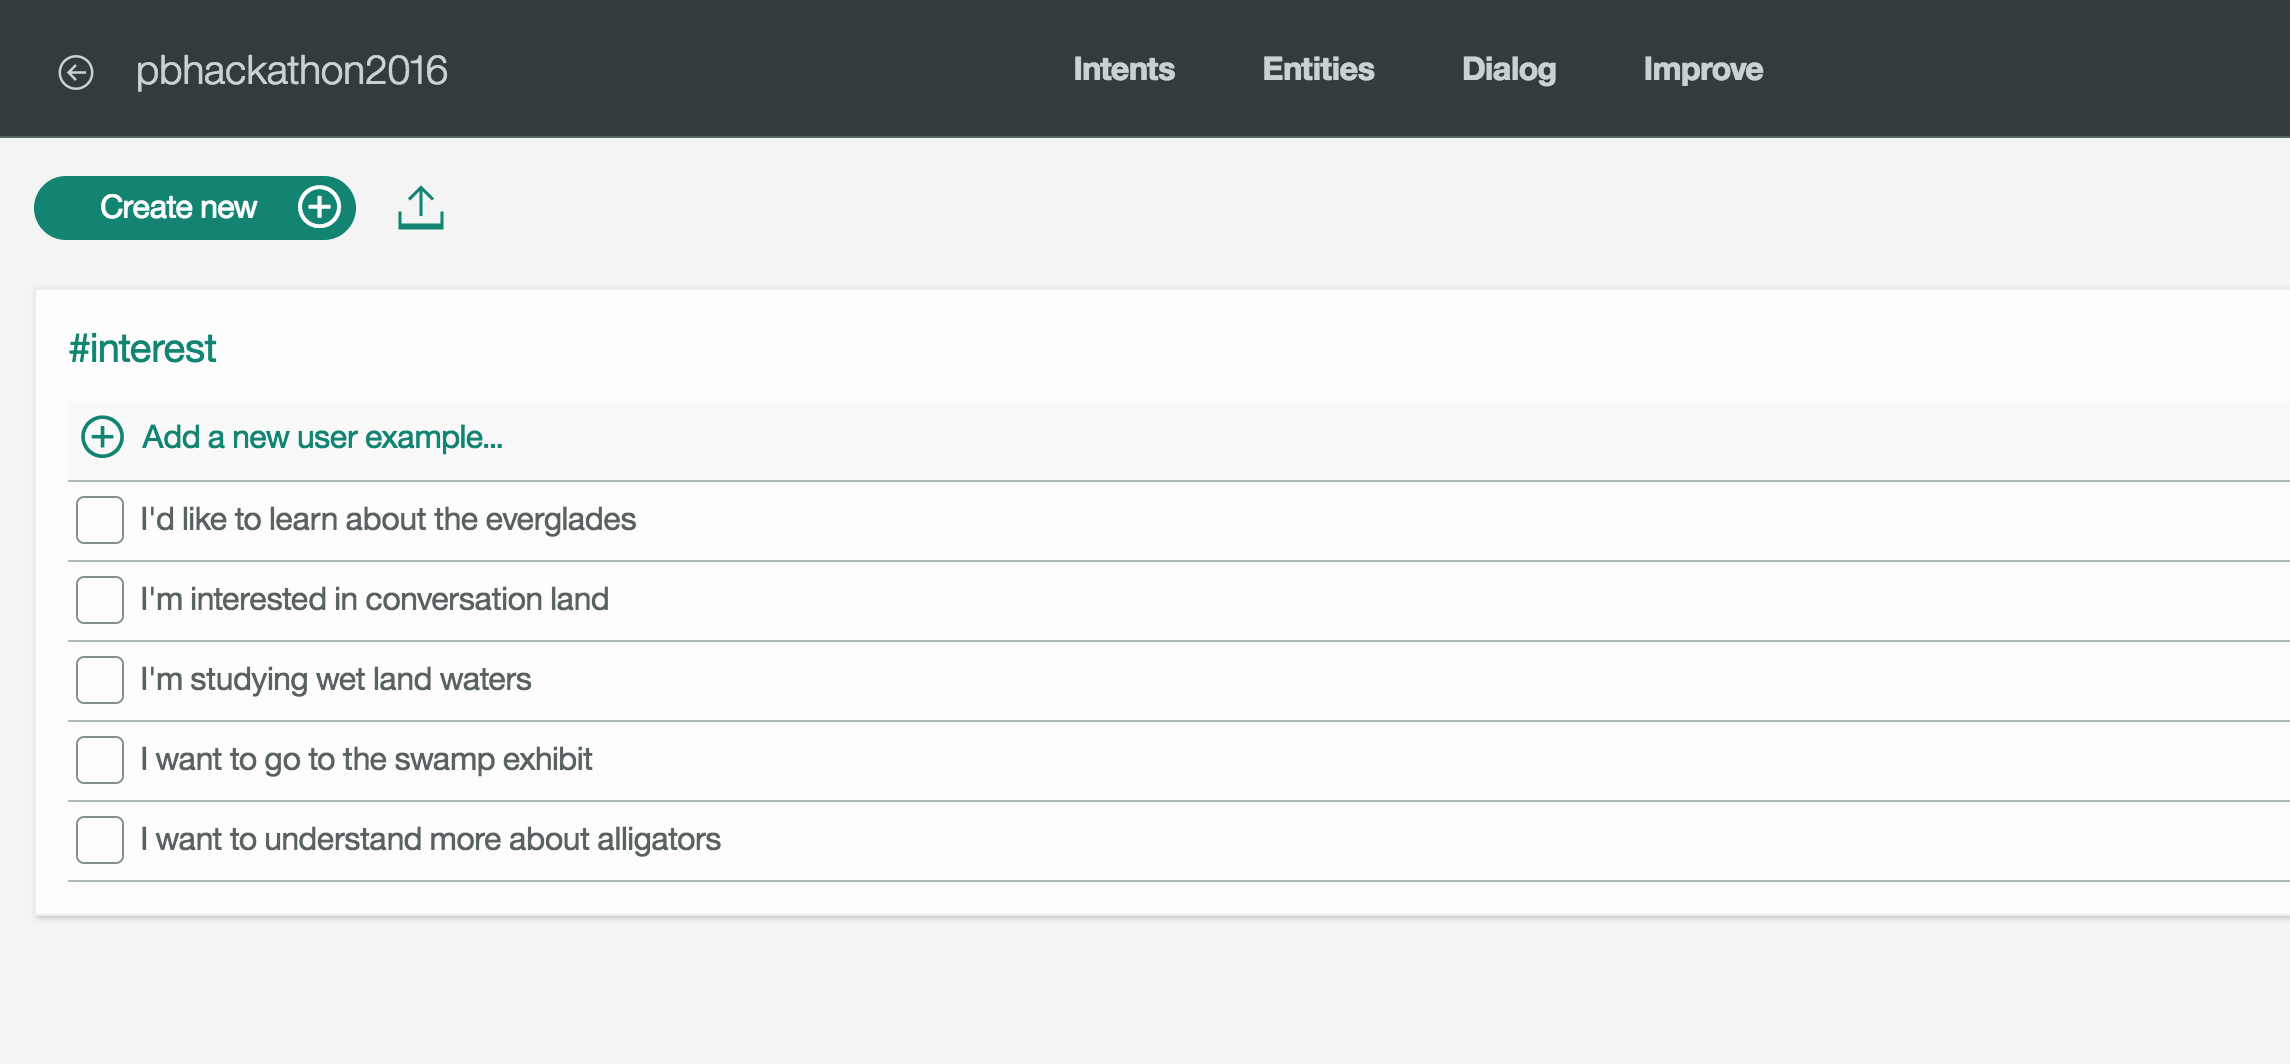 pbhackathon2016
Intents Entities Dialog Improve
Create new
#interest
Add a new user example...
I'd like to learn about the everglades
I'm interested in conversation land
I'm studying wet land waters
I want to go to the swamp exhibit
I want to understand more about alligators